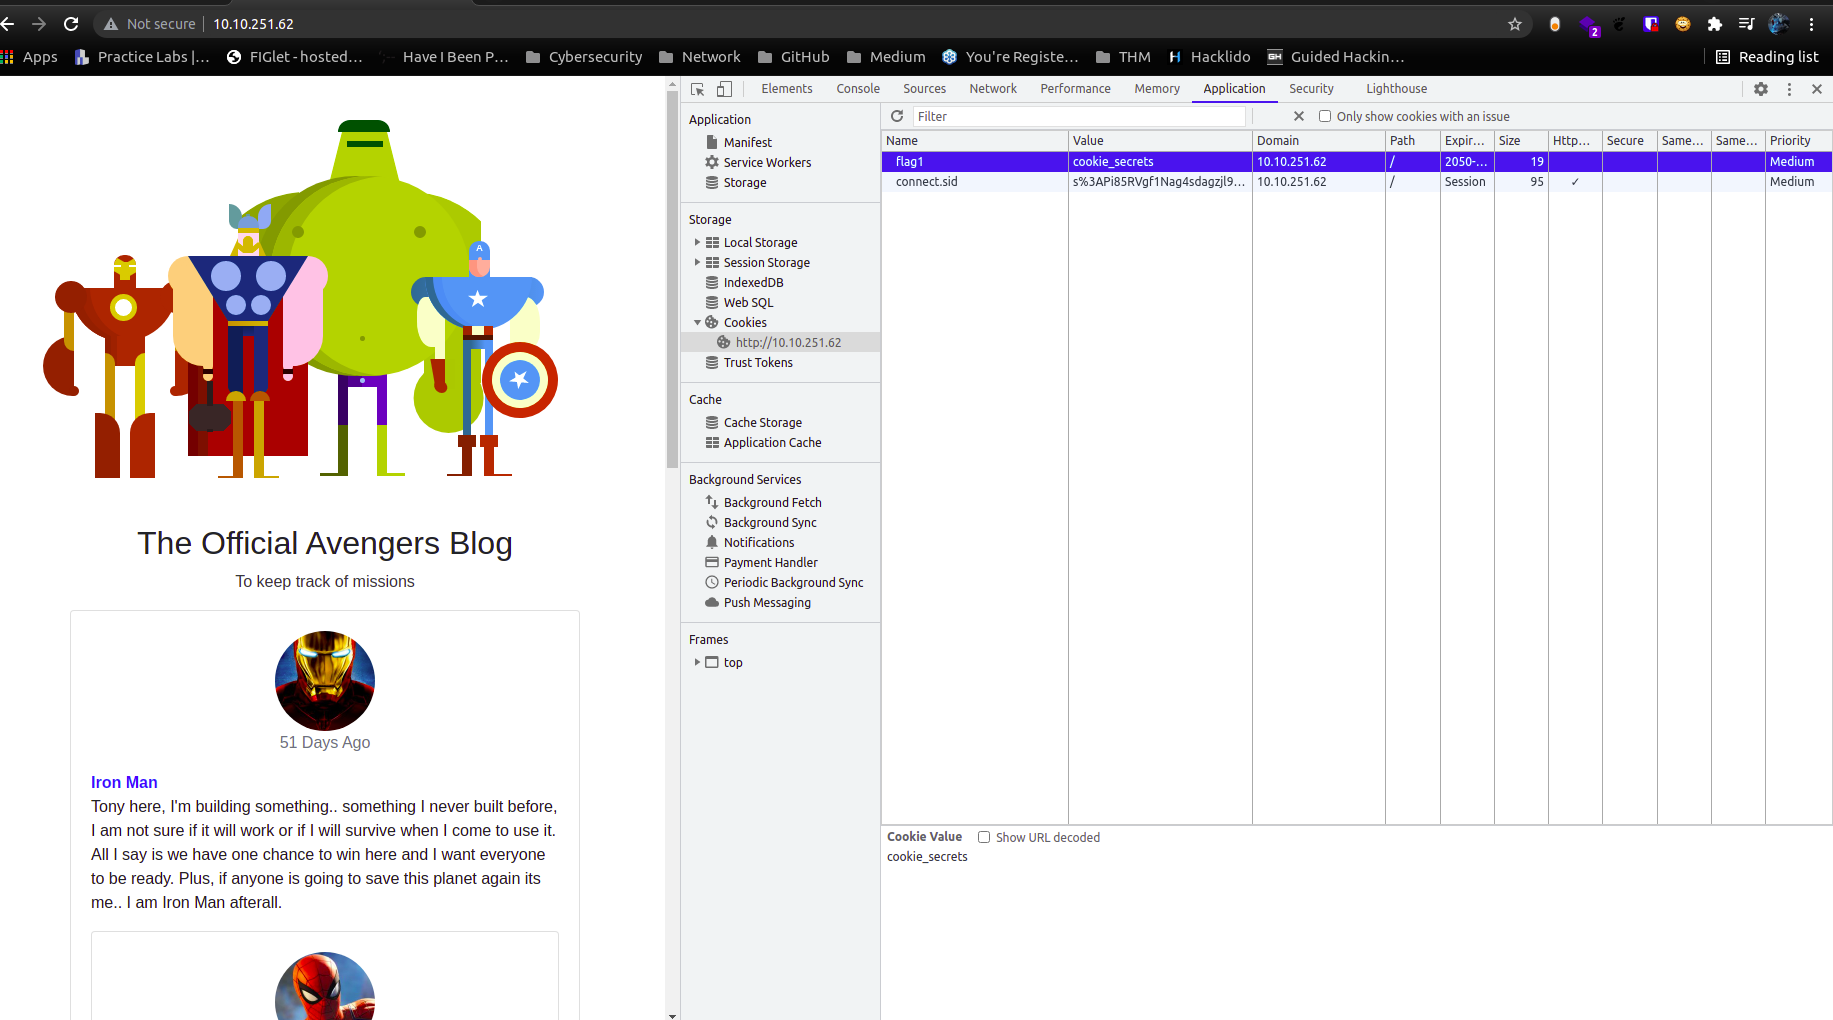 Not secure 10.10.251.62 2
Apps Practice Labs |... FIGlet - hosted... Have I Been P... Cybersecurity Network GitHub Medium You're Registe... THM Hacklido GH Guided Hackin... Reading list
Elements Console Sources Network Performance Memory Application Security Lighthouse
Application
Manifest
Service Workers
Storage
Storage
Local Storage
Session Storage
IndexedDB
Web SQL
Cookies
http://10.10.251.62
Trust Tokens
Cache
Cache Storage
Application Cache
Background Services
Background Fetch
Background Sync
Notifications
Payment Handler
Periodic Background Sync
Push Messaging
Frames
top
Filter Only show cookies with an issue
Name Value Domain Path Expir... Size Http... Secure Same... Same... Priority
flag1 cookie_secrets 10.10.251.62 / 2050-... 19 Medium
connect.sid s%3APi85RVgf1Nag4sdagzjl9... 10.10.251.62 / Session 95 ✓ Medium
Cookie Value Show URL decoded
cookie_secrets
A
The Official Avengers Blog
To keep track of missions
51 Days Ago
Iron Man
Tony here, I'm building something.. something I never built before,
I am not sure if it will work or if I will survive when I come to use it.
All I say is we have one chance to win here and I want everyone
to be ready. Plus, if anyone is going to save this planet again its
me.. I am Iron Man afterall.